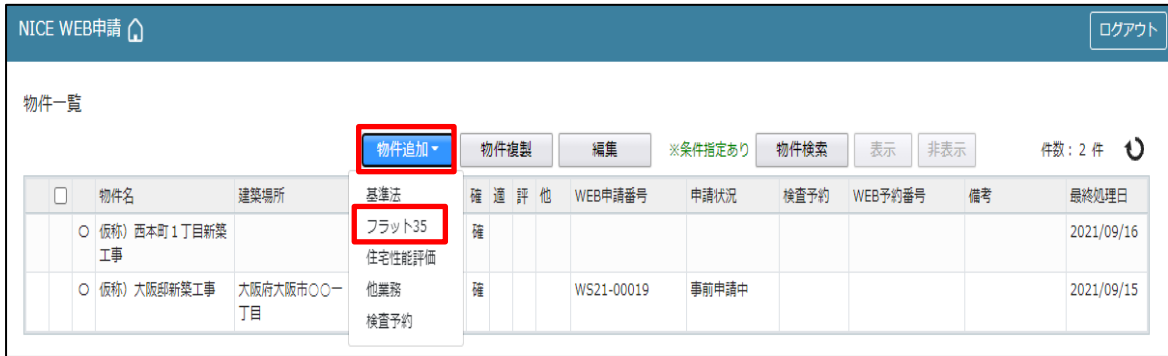 NICE WEB申請
ログアウト
物件一覧
物件追加 物件複製 編集 ※条件指定あり 物件検索 表示 非表示 件数: 2 件
物件名 建築場所 確 適 評 他 WEB申請番号 申請状況 検査予約 WEB予約番号 備考 最終処理日
基準法
フラット35
住宅性能評価
他業務
検査予約
○ 仮称）西本町１丁目新築 確 2021/09/16
工事
○ 仮称）大阪邸新築工事 大阪府大阪市○○一 確 WS21-00019 事前申請中 2021/09/15
丁目